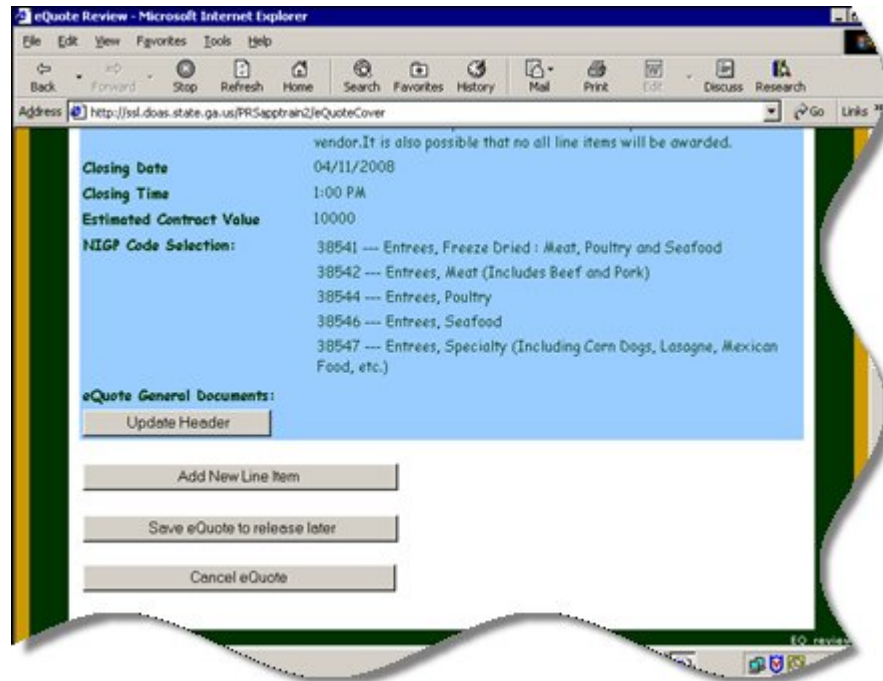 eQuote Review - Microsoft Internet Explorer
File Edit View Favorites Tools Help
Back Forward Stop Refresh Home Search Favorites History Mail Print Edit Discuss Research
Address http://ssl.doas.state.ga.us/PRSapptrain2/eQuoteCover Go Links
vendor.It is also possible that no all line items will be awarded.
Closing Date 04/11/2008
Closing Time 1:00 PM
Estimated Contract Value 10000
NIGP Code Selection: 38541 --- Entrees, Freeze Dried : Meat, Poultry and Seafood
38542 --- Entrees, Meat (Includes Beef and Pork)
38544 --- Entrees, Poultry
38546 --- Entrees, Seafood
38547 --- Entrees, Specialty (Including Corn Dogs, Lasagne, Mexican
Food, etc.)
eQuote General Documents:
Update Header
Add New Line Item
Save eQuote to release later
Cancel eQuote
EQ review